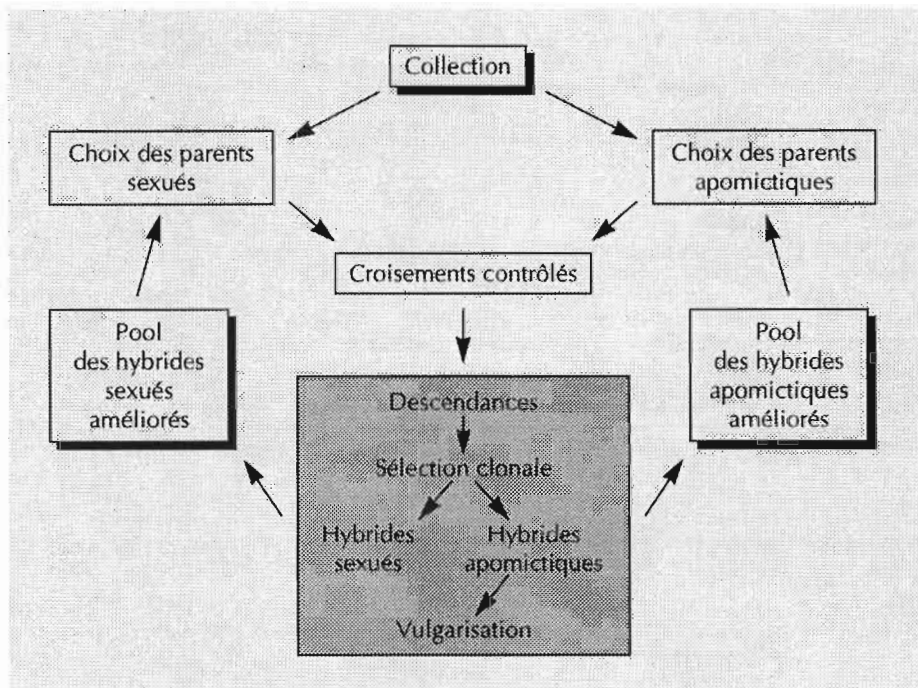 Collection
Choix des parents
sexués
Choix des parents
apomictiques
Croisements contrôlés
Pool
des hybrides
sexués
améliorés
Pool
des hybrides
apomictiques
améliorés
Descendances
Sélection clonale
Hybrides
sexués
Hybrides
apomictiques
Vulgarisation